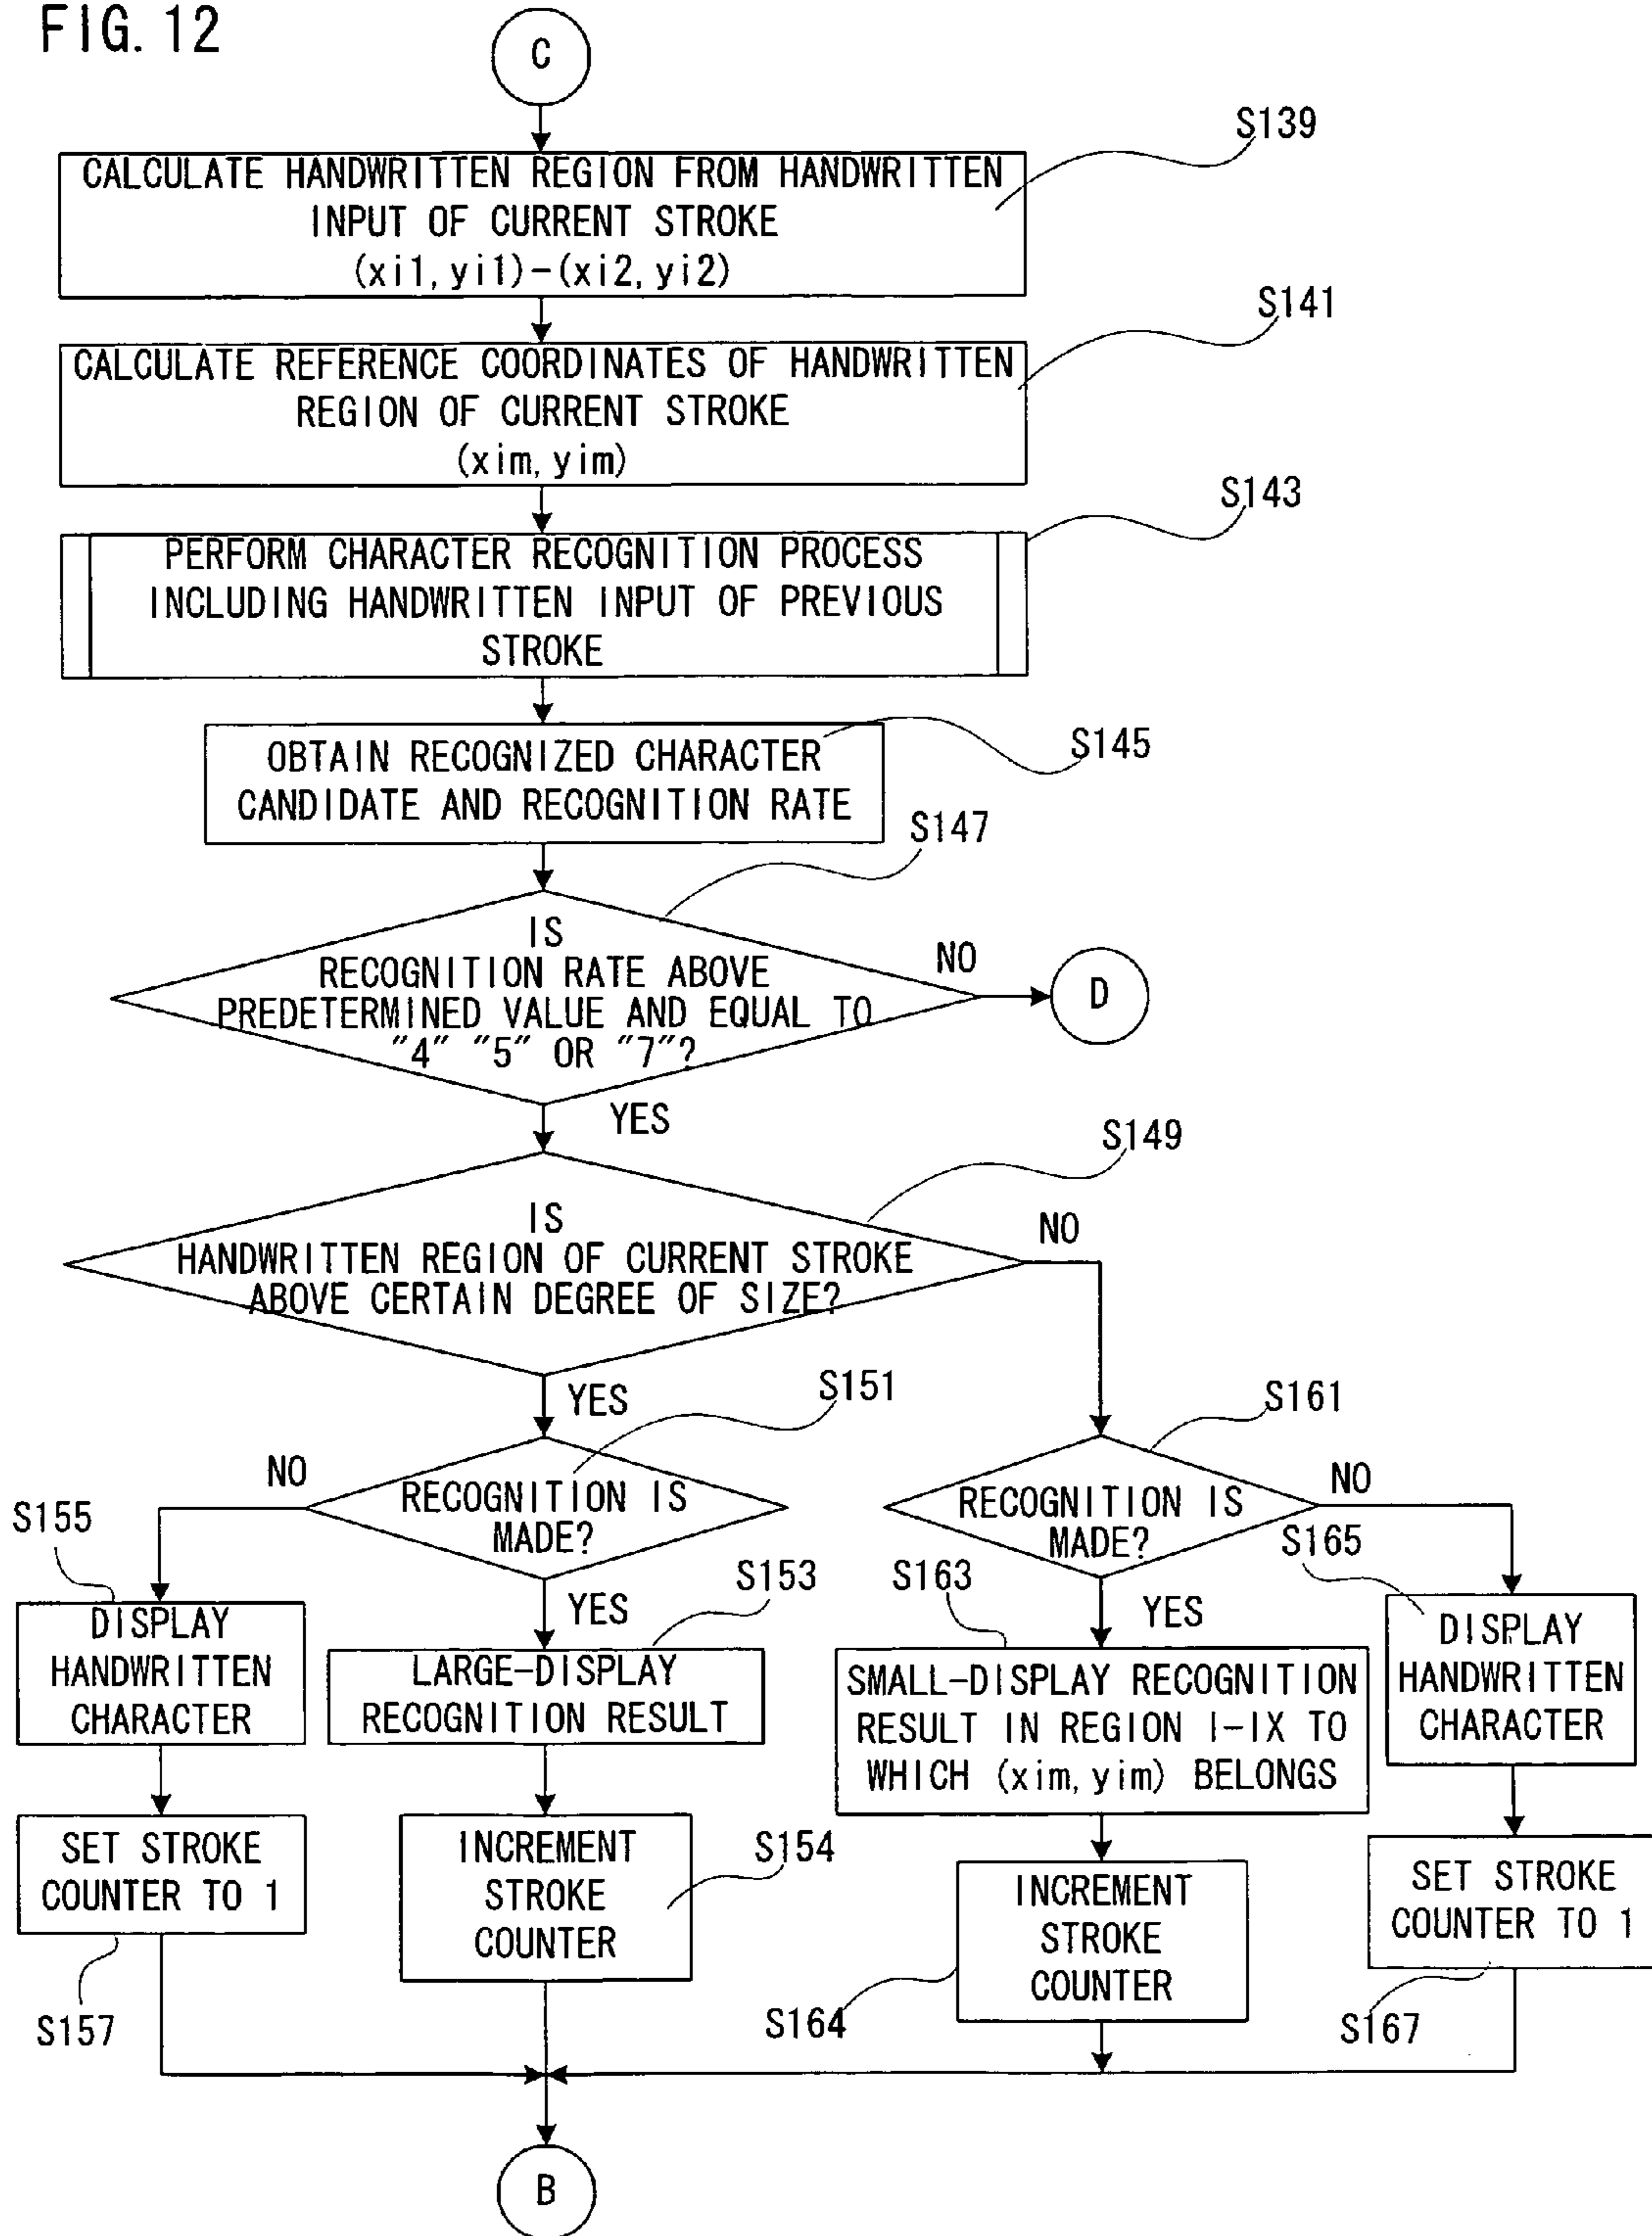 FIG. 12
C
S139
CALCULATE HANDWRITTEN REGION FROM HANDWRITTEN
INPUT OF CURRENT STROKE
(xi1, yi1)-(xi2, yi2)
S141
CALCULATE REFERENCE COORDINATES OF HANDWRITTEN
REGION OF CURRENT STROKE
(xim, yim)
S143
PERFORM CHARACTER RECOGNITION PROCESS
INCLUDING HANDWRITTEN INPUT OF PREVIOUS
STROKE
S145
OBTAIN RECOGNIZED CHARACTER
CANDIDATE AND RECOGNITION RATE
S147
IS
RECOGNITION RATE ABOVE
PREDETERMINED VALUE AND EQUAL TO
"4" "5" OR "7"?
NO
D
YES
S149
IS
HANDWRITTEN REGION OF CURRENT STROKE
ABOVE CERTAIN DEGREE OF SIZE?
NO
YES
S151
RECOGNITION IS
MADE?
NO
YES
S161
RECOGNITION IS
MADE?
NO
YES
S155
DISPLAY
HANDWRITTEN
CHARACTER
S153
LARGE-DISPLAY
RECOGNITION RESULT
S163
SMALL-DISPLAY RECOGNITION
RESULT IN REGION I-IX TO
WHICH (xim, yim) BELONGS
S165
DISPLAY
HANDWRITTEN
CHARACTER
SET STROKE
COUNTER TO 1
S157
INCREMENT
STROKE
COUNTER
S154
INCREMENT
STROKE
COUNTER
S164
SET STROKE
COUNTER TO 1
S167
B